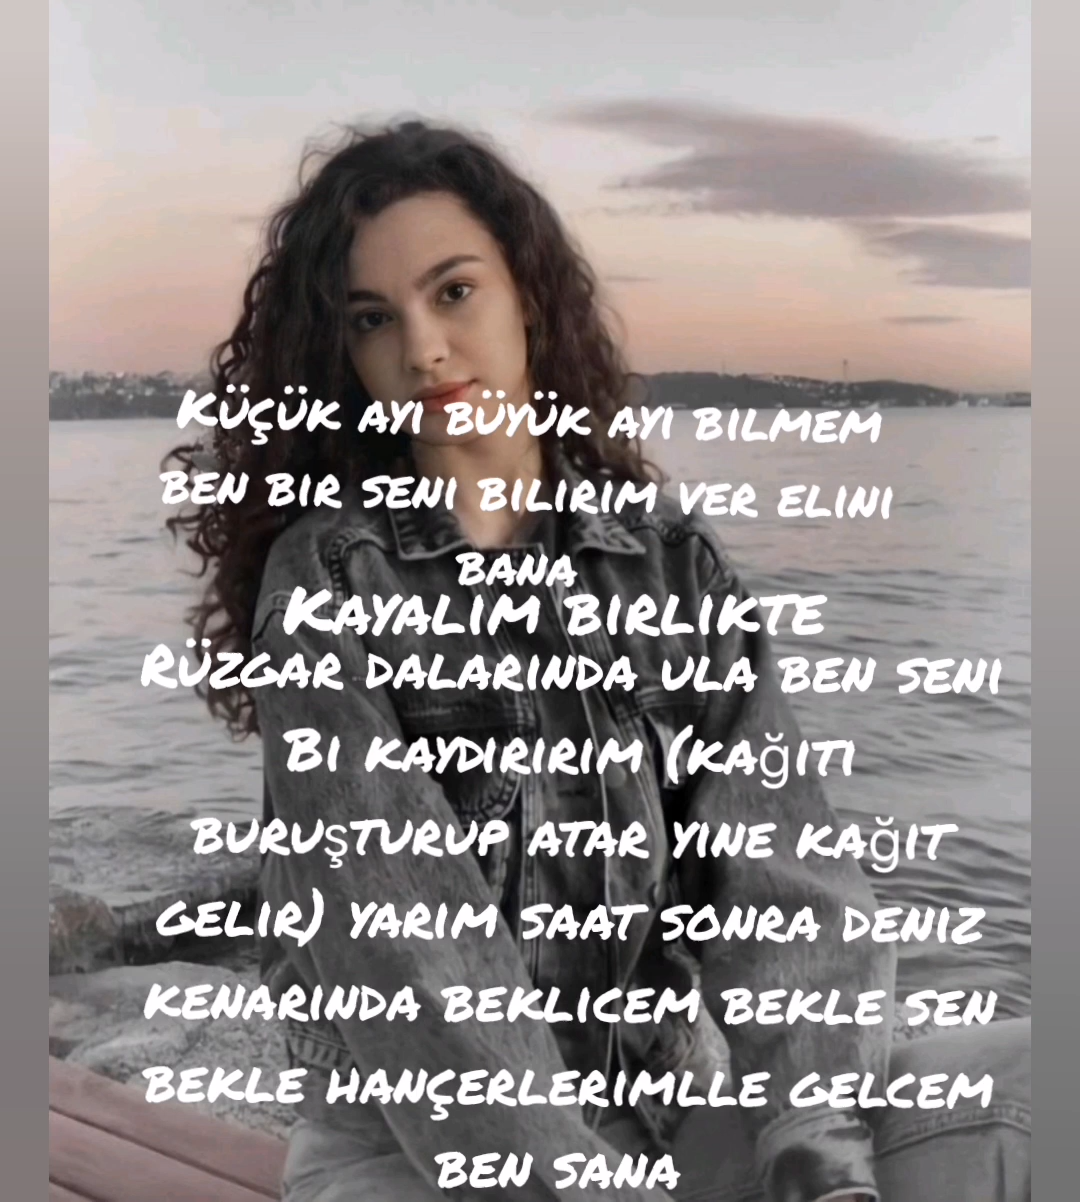 Küçük ayı büyük ayı bilmem
ben bir seni bilirim ver elini
bana
Kayalım birlikte
Rüzgar dalarında ula ben seni
Bi kaydırırım (kağıtı
buruşturup atar yine kağıt
gelir) yarım saat sonra deniz
kenarında beklicem bekle sen
bekle hançerlerimlle gelcem
ben sana